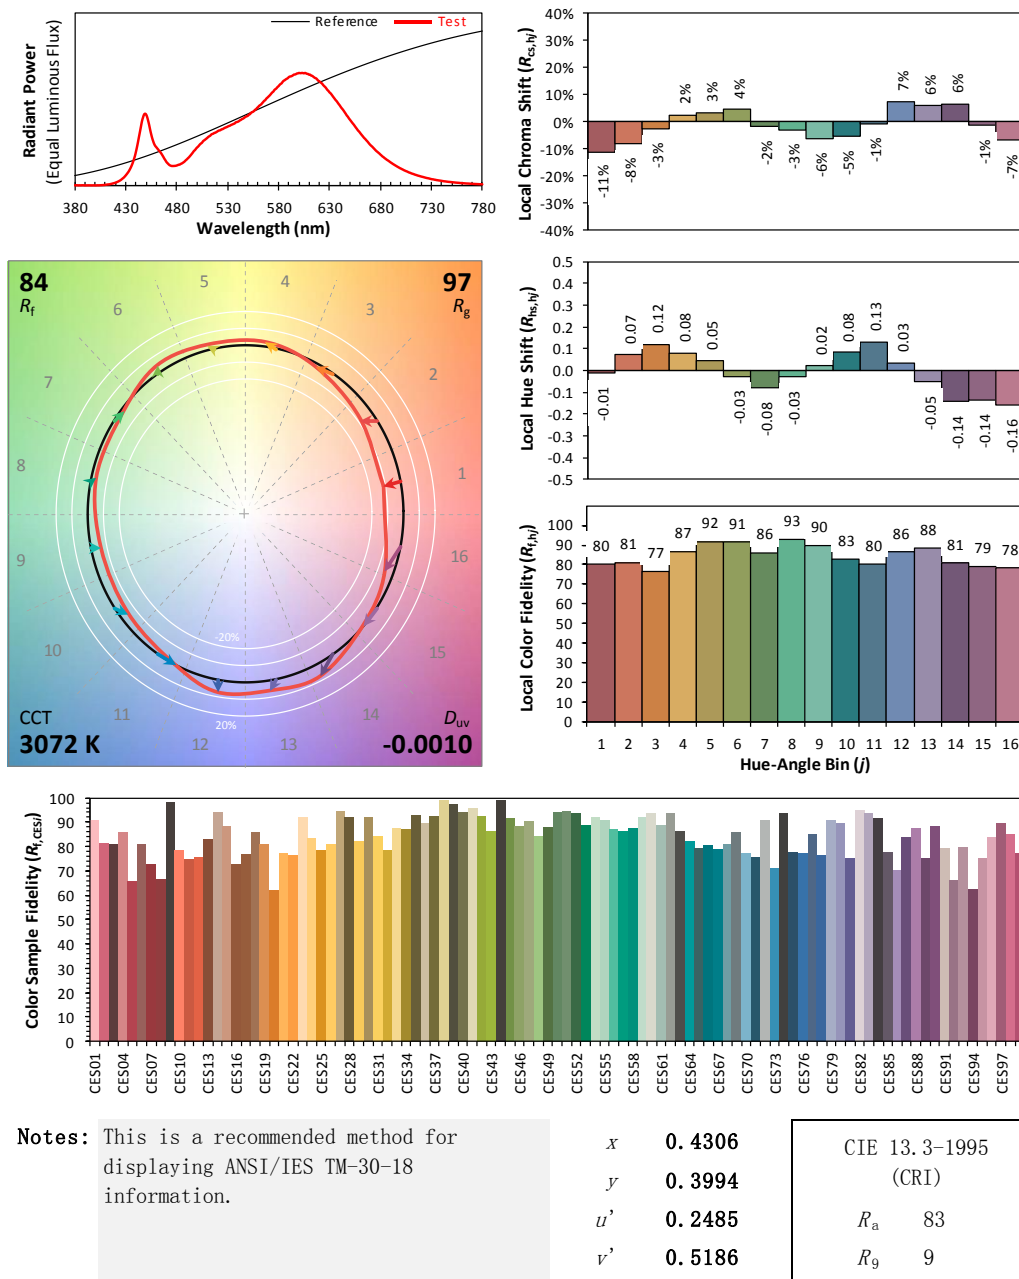 Radiant Power
(Equal Luminous Flux)
Reference
Test
380 430 480 530 580 630 680 730 780
Wavelength (nm)
Local Chroma Shift (Rcs,hj)
40%
30%
20%
10%
0%
-10%
-20%
-30%
-40%
-11% -8% -3% 2% 3% 4% -2% -3% -6% -5% -1% 7% 6% 6% -1% -7%
84
Rf
97
Rg
1
2
3
4
5
6
7
8
9
10
11
12
13
14
15
16
-20%
20%
CCT
3072 K
Duv
-0.0010
Local Hue Shift (Rhs,hj)
0.5
0.4
0.3
0.2
0.1
0.0
-0.1
-0.2
-0.3
-0.4
-0.5
-0.01 0.07 0.12 0.08 0.05 -0.03 -0.08 -0.03 0.02 0.08 0.13 0.03 -0.05 -0.14 -0.14 -0.16
Local Color Fidelity (Rf,hj)
100
90
80
70
60
50
40
30
20
10
0
80 81 77 87 92 91 86 93 90 83 80 86 88 81 79 78
1 2 3 4 5 6 7 8 9 10 11 12 13 14 15 16
Hue-Angle Bin (j)
Color Sample Fidelity (Rf,CESi)
100
90
80
70
60
50
40
30
20
10
0
CES01 CES04 CES07 CES10 CES13 CES16 CES19 CES22 CES25 CES28 CES31 CES34 CES37 CES40 CES43 CES46 CES49 CES52 CES55 CES58 CES61 CES64 CES67 CES70 CES73 CES76 CES79 CES82 CES85 CES88 CES91 CES94 CES97
Notes: This is a recommended method for
displaying ANSI/IES TM-30-18
information.
x 0.4306
y 0.3994
u' 0.2485
v' 0.5186
CIE 13.3-1995
(CRI)
Ra 83
R9 9